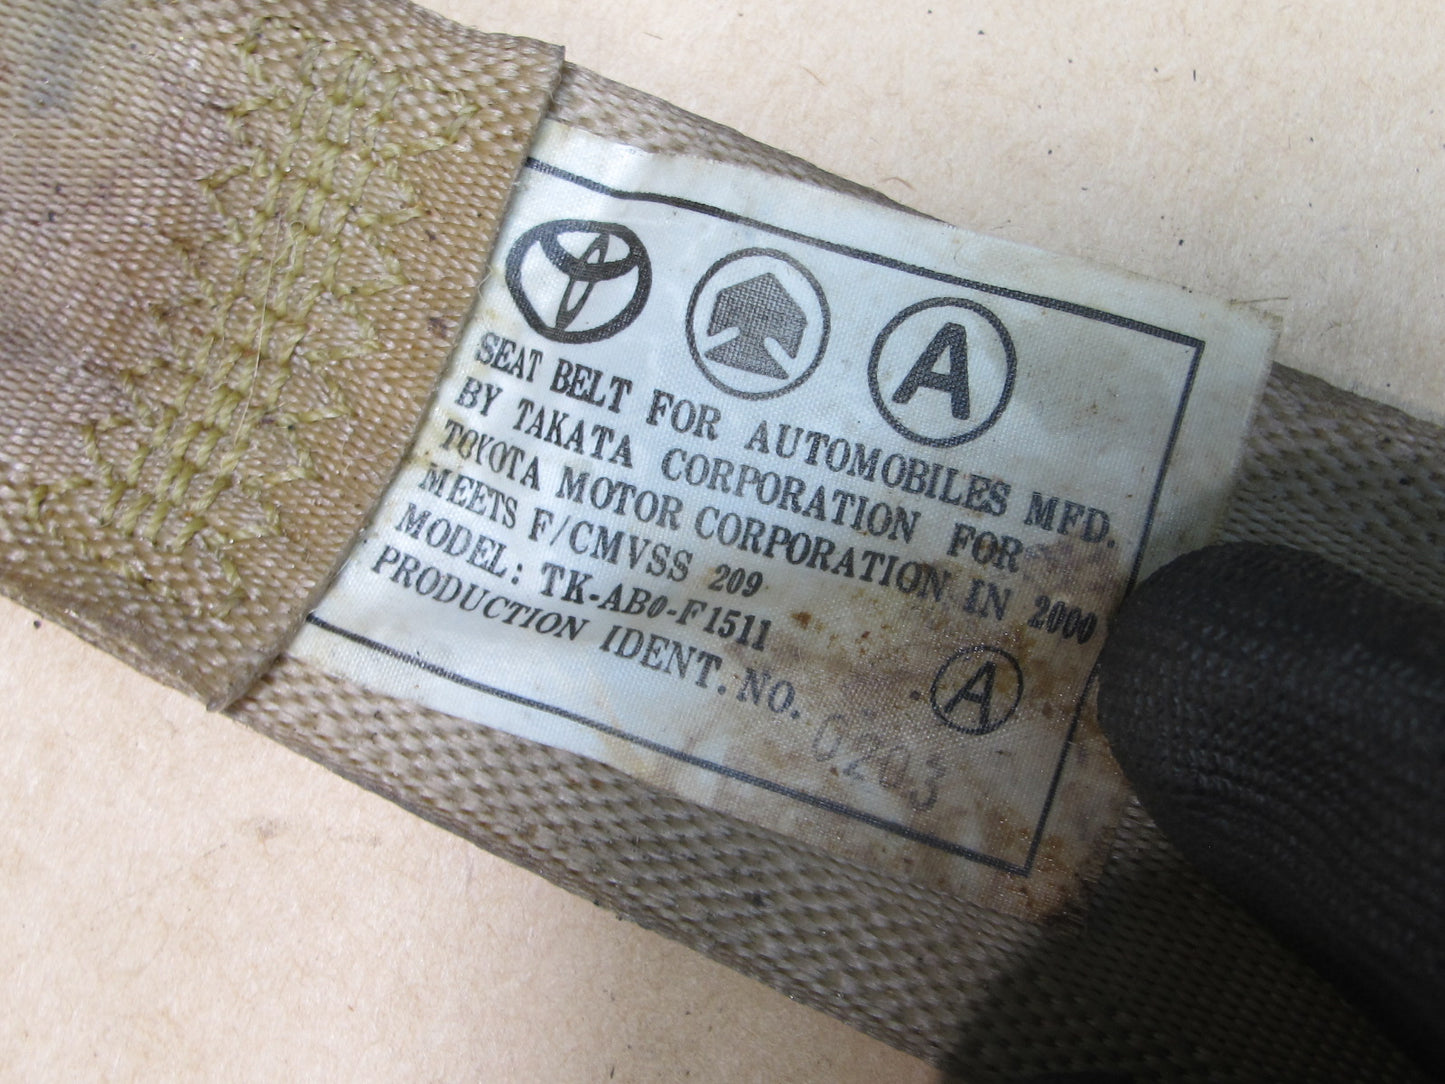 A
SEAT BELT FOR AUTOMOBILES MFD.
BY TAKATA CORPORATION FOR
TOYOTA MOTOR CORPORATION IN 2000
MEETS F/CMVSS 209
MODEL: TK-AB0-F1511
PRODUCTION IDENT. NO. A
0203